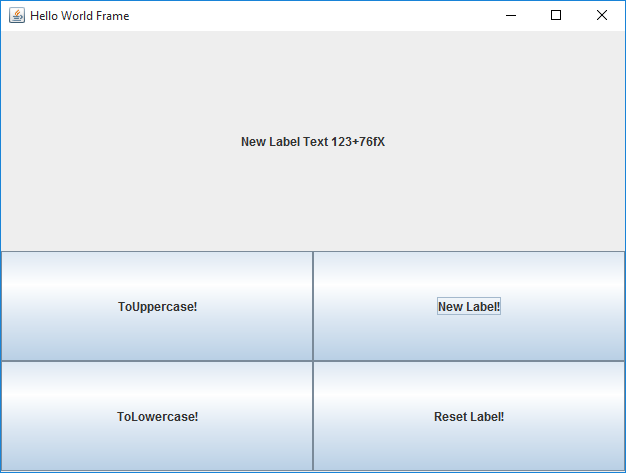 Hello World Frame
New Label Text 123+76fX
ToUppercase!
New Label!
ToLowercase!
Reset Label!